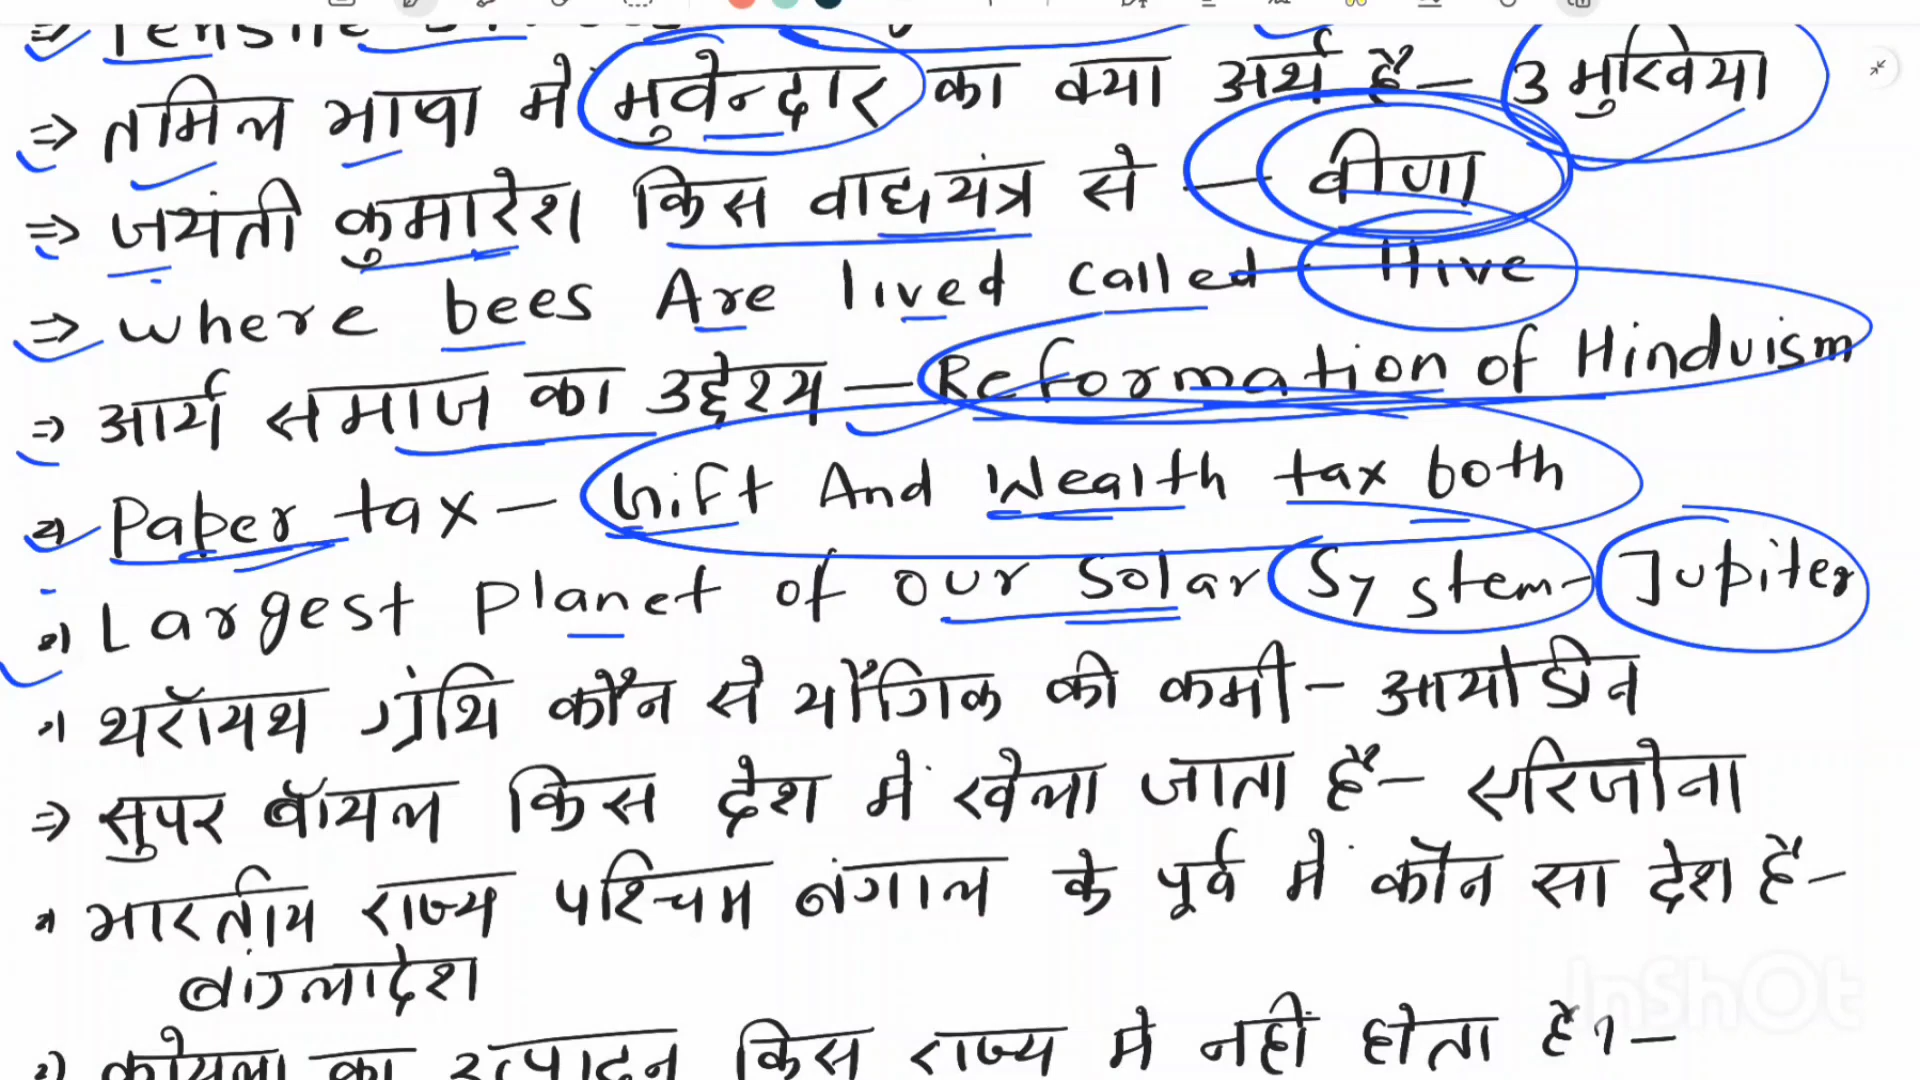 ⇒ Tensile
⇒ तमिल भाषा में मुवेन्दार का क्या अर्थ है – 3 मुखिया
⇒ जयंती कुमारेश किस वाद्ययंत्र से – वीणा
⇒ where bees Are lived called – Hive
⇒ आर्य समाज का उद्देश्य – Reformation of Hinduism
⇒ Paper tax – Gift And Wealth tax both
⇒ Largest Planet of our Solar System – Jupiter
⇒ थरॉयथ ग्रंथि कौन से यौगिक की कमी – आयोडीन
⇒ सुपर बॉयल किस देश में खेला जाता है – एरिजोना
⇒ भारतीय राज्य पश्चिम बंगाल के पूर्व में कौन सा देश है –
बांग्लादेश
InShOt
⇒ कोयला का उत्पादन किस राज्य में नही होता है? –